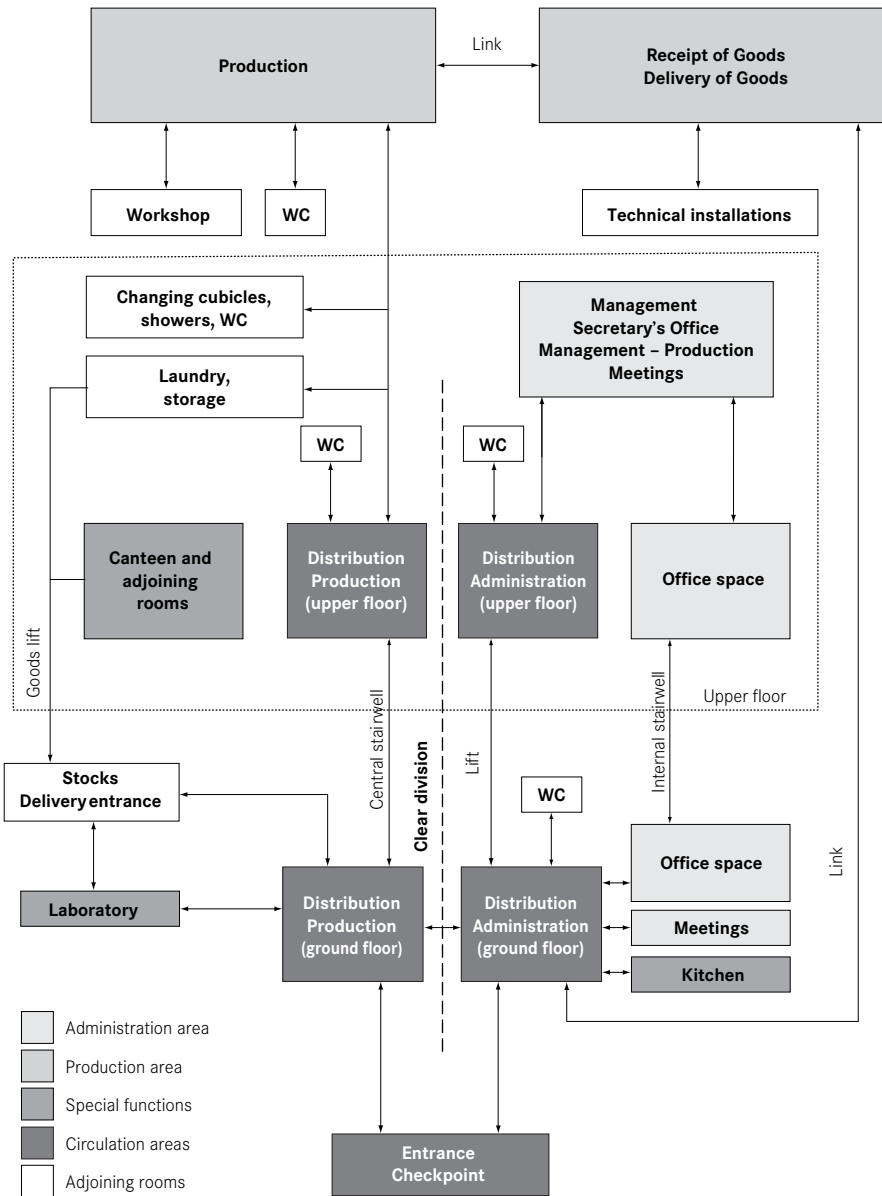 Link
Production
Receipt of Goods
Delivery of Goods
Workshop
WC
Technical installations
Changing cubicles,
showers, WC
Management
Secretary's Office
Management – Production
Meetings
Laundry,
storage
WC
WC
Canteen and
adjoining
rooms
Distribution
Production
(upper floor)
Distribution
Administration
(upper floor)
Office space
Goods lift
Upper floor
Central stairwell
Clear division
Lift
Internal stairwell
Stocks
Delivery entrance
WC
Office space
Link
Laboratory
Distribution
Production
(ground floor)
Distribution
Administration
(ground floor)
Meetings
Kitchen
Administration area
Production area
Special functions
Circulation areas
Adjoining rooms
Entrance
Checkpoint